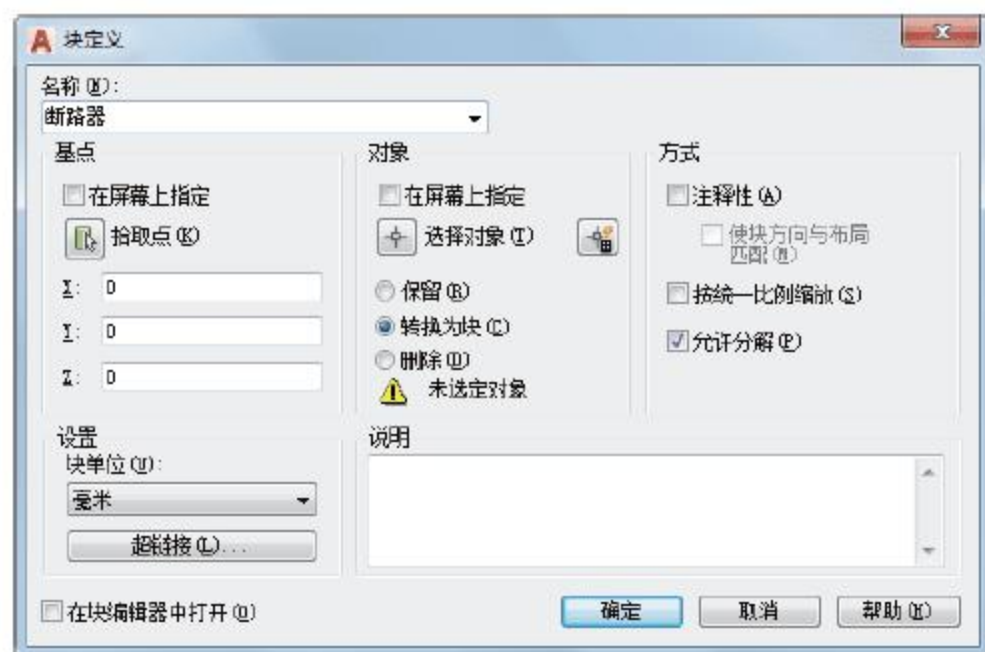 块定义
名称(N):
断路器
基点
在屏幕上指定
拾取点(K)
X: 0
Y: 0
Z: 0
对象
在屏幕上指定
选择对象(T)
保留(R)
转换为块(C)
删除(D)
未选定对象
方式
注释性(A)
使块方向与布局
匹配(M)
按统一比例缩放(S)
允许分解(P)
设置
块单位(U):
毫米
超链接(L)...
说明
在块编辑器中打开(O)
确定
取消
帮助(H)